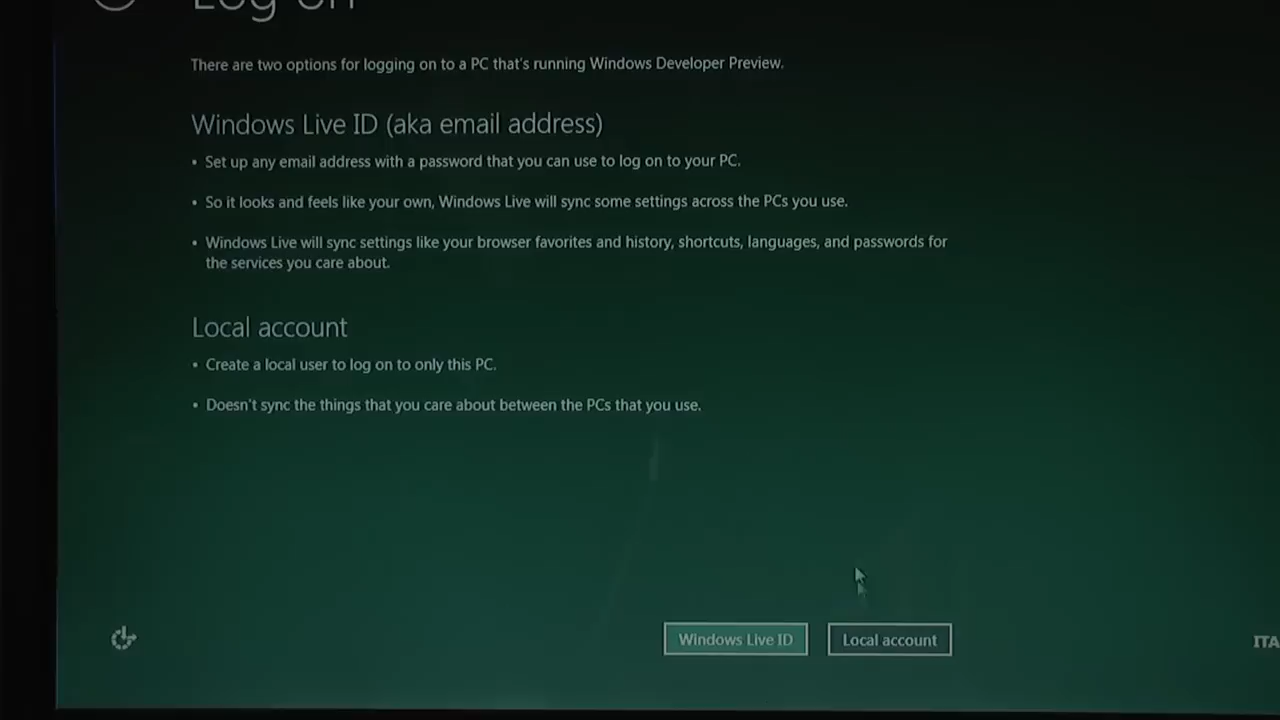 Log on
There are two options for logging on to a PC that's running Windows Developer Preview.
Windows Live ID (aka email address)
• Set up any email address with a password that you can use to log on to your PC.
• So it looks and feels like your own, Windows Live will sync some settings across the PCs you use.
• Windows Live will sync settings like your browser favorites and history, shortcuts, languages, and passwords for
the services you care about.
Local account
• Create a local user to log on to only this PC.
• Doesn't sync the things that you care about between the PCs that you use.
Windows Live ID
Local account
ITA